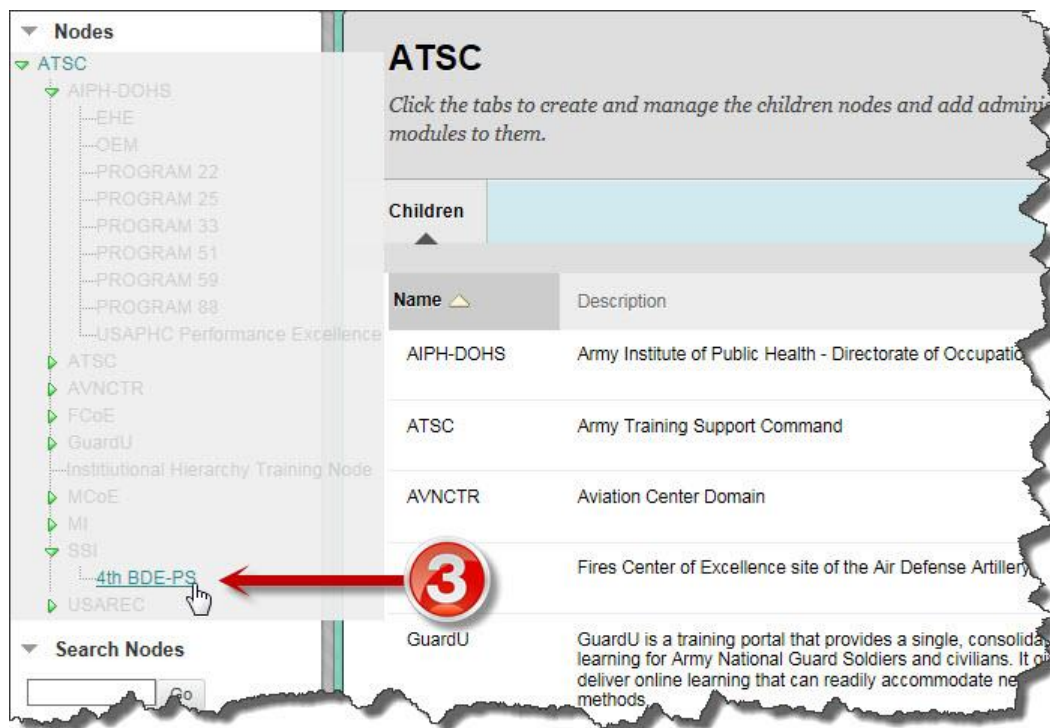 Nodes
ATSC
AIPH-DOHS
EHE
OEM
PROGRAM 22
PROGRAM 25
PROGRAM 33
PROGRAM 51
PROGRAM 59
PROGRAM 88
USAPHC Performance Excellence
ATSC
AVNCTR
FCoE
GuardU
Institiutional Hierarchy Training Node
MCoE
MI
SSI
4th BDE-PS
USAREC
Search Nodes
Go
ATSC
Click the tabs to create and manage the children nodes and add
modules to them.
Children
Name Description
AIPH-DOHS Army Institute of Public Health - Directorate of
ATSC Army Training Support Command
AVNCTR Aviation Center Domain
3
Fires Center of Excellence site of the Air Defense Artillery
GuardU GuardU is a training portal that provides a single,
learning for Army National Guard Soldiers and civilians. It
deliver online learning that can readily accommodate
methods.